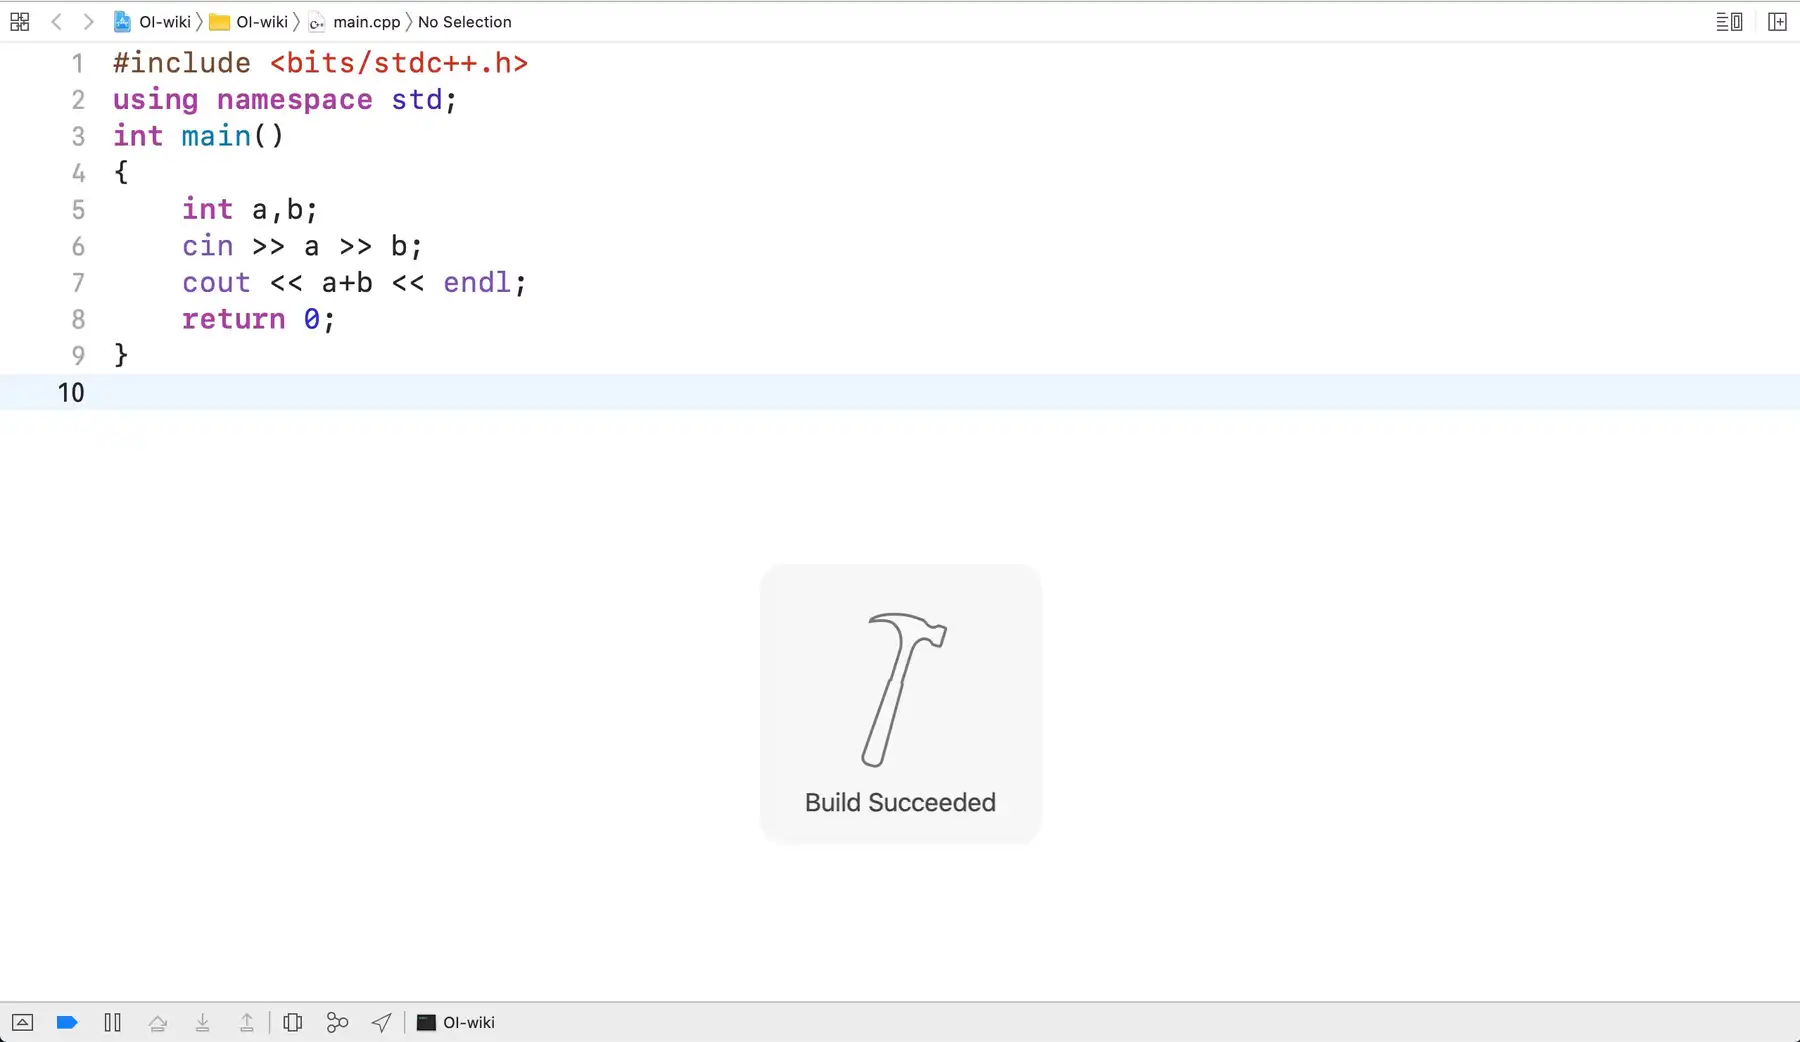 OI-wiki 〉 OI-wiki 〉 main.cpp 〉 No Selection
1 #include <bits/stdc++.h>
2 using namespace std;
3 int main()
4 {
5     int a,b;
6     cin >> a >> b;
7     cout << a+b << endl;
8     return 0;
9 }
10
Build Succeeded
OI-wiki